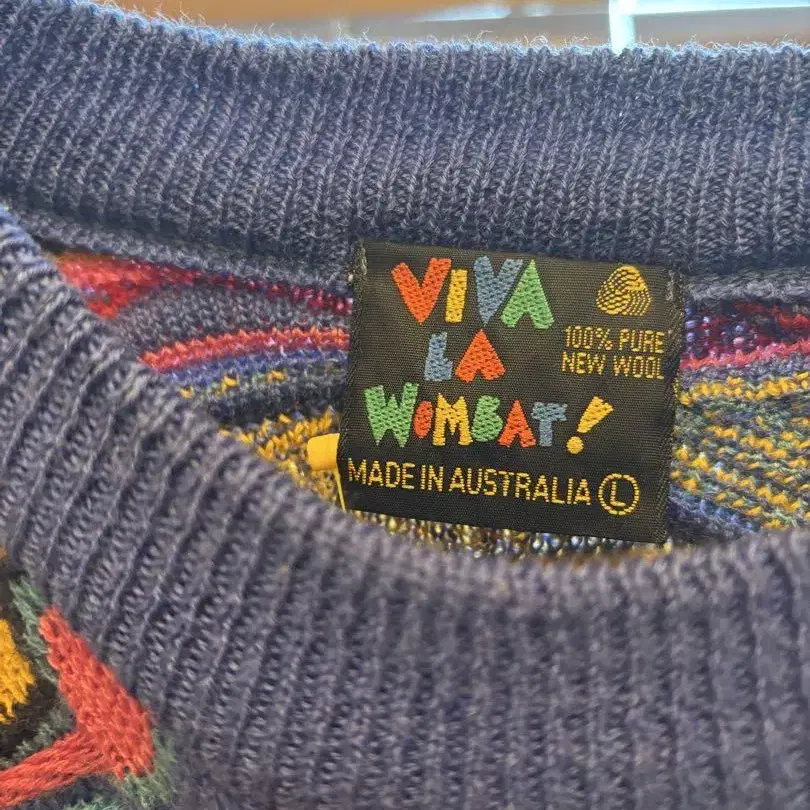 VIVA
LA
WOMBAT!
100% PURE
NEW WOOL
MADE IN AUSTRALIA L